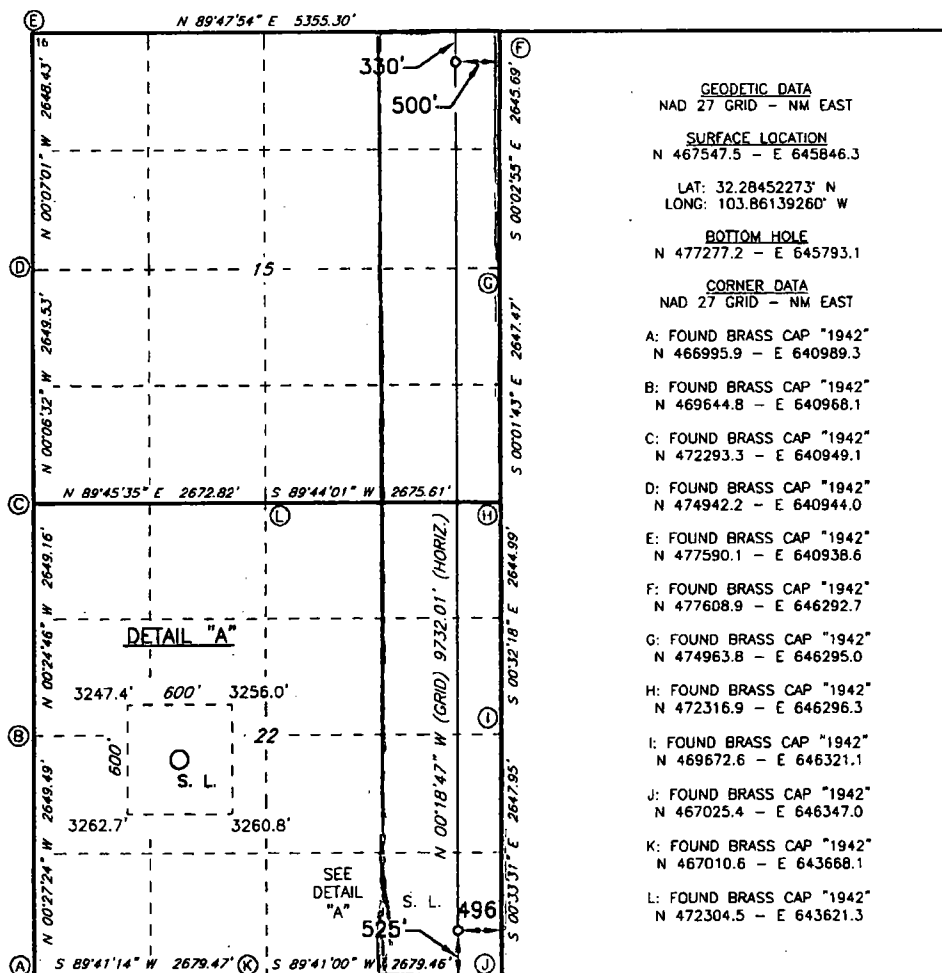 E
N 89°47'54" E 5355.30'
F
16
330'
500'
N 00°07'01" W 2648.43'
S 00°02'55" E 2645.69'
D
15
G
N 00°06'32" W 2649.53'
S 00°01'43" E 2647.47'
N 89°45'35" E 2672.82'
S 89°44'01" W 2675.61'
C
L
H
N 00°24'46" W 2649.16'
S 00°32'18" E 2644.99'
N 00°18'47" W (GRID) 9732.01' (HORIZ.)
DETAIL "A"
3247.4' 600' 3256.0'
600'
S. L.
3262.7' 3260.8'
B
22
I
N 00°27'24" W 2649.49'
S 00°33'31" E 2647.95'
SEE
DETAIL
"A"
S. L.
496
525'
A
S 89°41'14" W 2679.47'
K
S 89°41'00" W 2679.46'
J
GEODETIC DATA
NAD 27 GRID - NM EAST
SURFACE LOCATION
N 467547.5 - E 645846.3
LAT: 32.28452273° N
LONG: 103.86139260° W
BOTTOM HOLE
N 477277.2 - E 645793.1
CORNER DATA
NAD 27 GRID - NM EAST
A: FOUND BRASS CAP "1942"
N 466995.9 - E 640989.3
B: FOUND BRASS CAP "1942"
N 469644.8 - E 640968.1
C: FOUND BRASS CAP "1942"
N 472293.3 - E 640949.1
D: FOUND BRASS CAP "1942"
N 474942.2 - E 640944.0
E: FOUND BRASS CAP "1942"
N 477590.1 - E 640938.6
F: FOUND BRASS CAP "1942"
N 477608.9 - E 646292.7
G: FOUND BRASS CAP "1942"
N 474963.8 - E 646295.0
H: FOUND BRASS CAP "1942"
N 472316.9 - E 646296.3
I: FOUND BRASS CAP "1942"
N 469672.6 - E 646321.1
J: FOUND BRASS CAP "1942"
N 467025.4 - E 646347.0
K: FOUND BRASS CAP "1942"
N 467010.6 - E 643668.1
L: FOUND BRASS CAP "1942"
N 472304.5 - E 643621.3